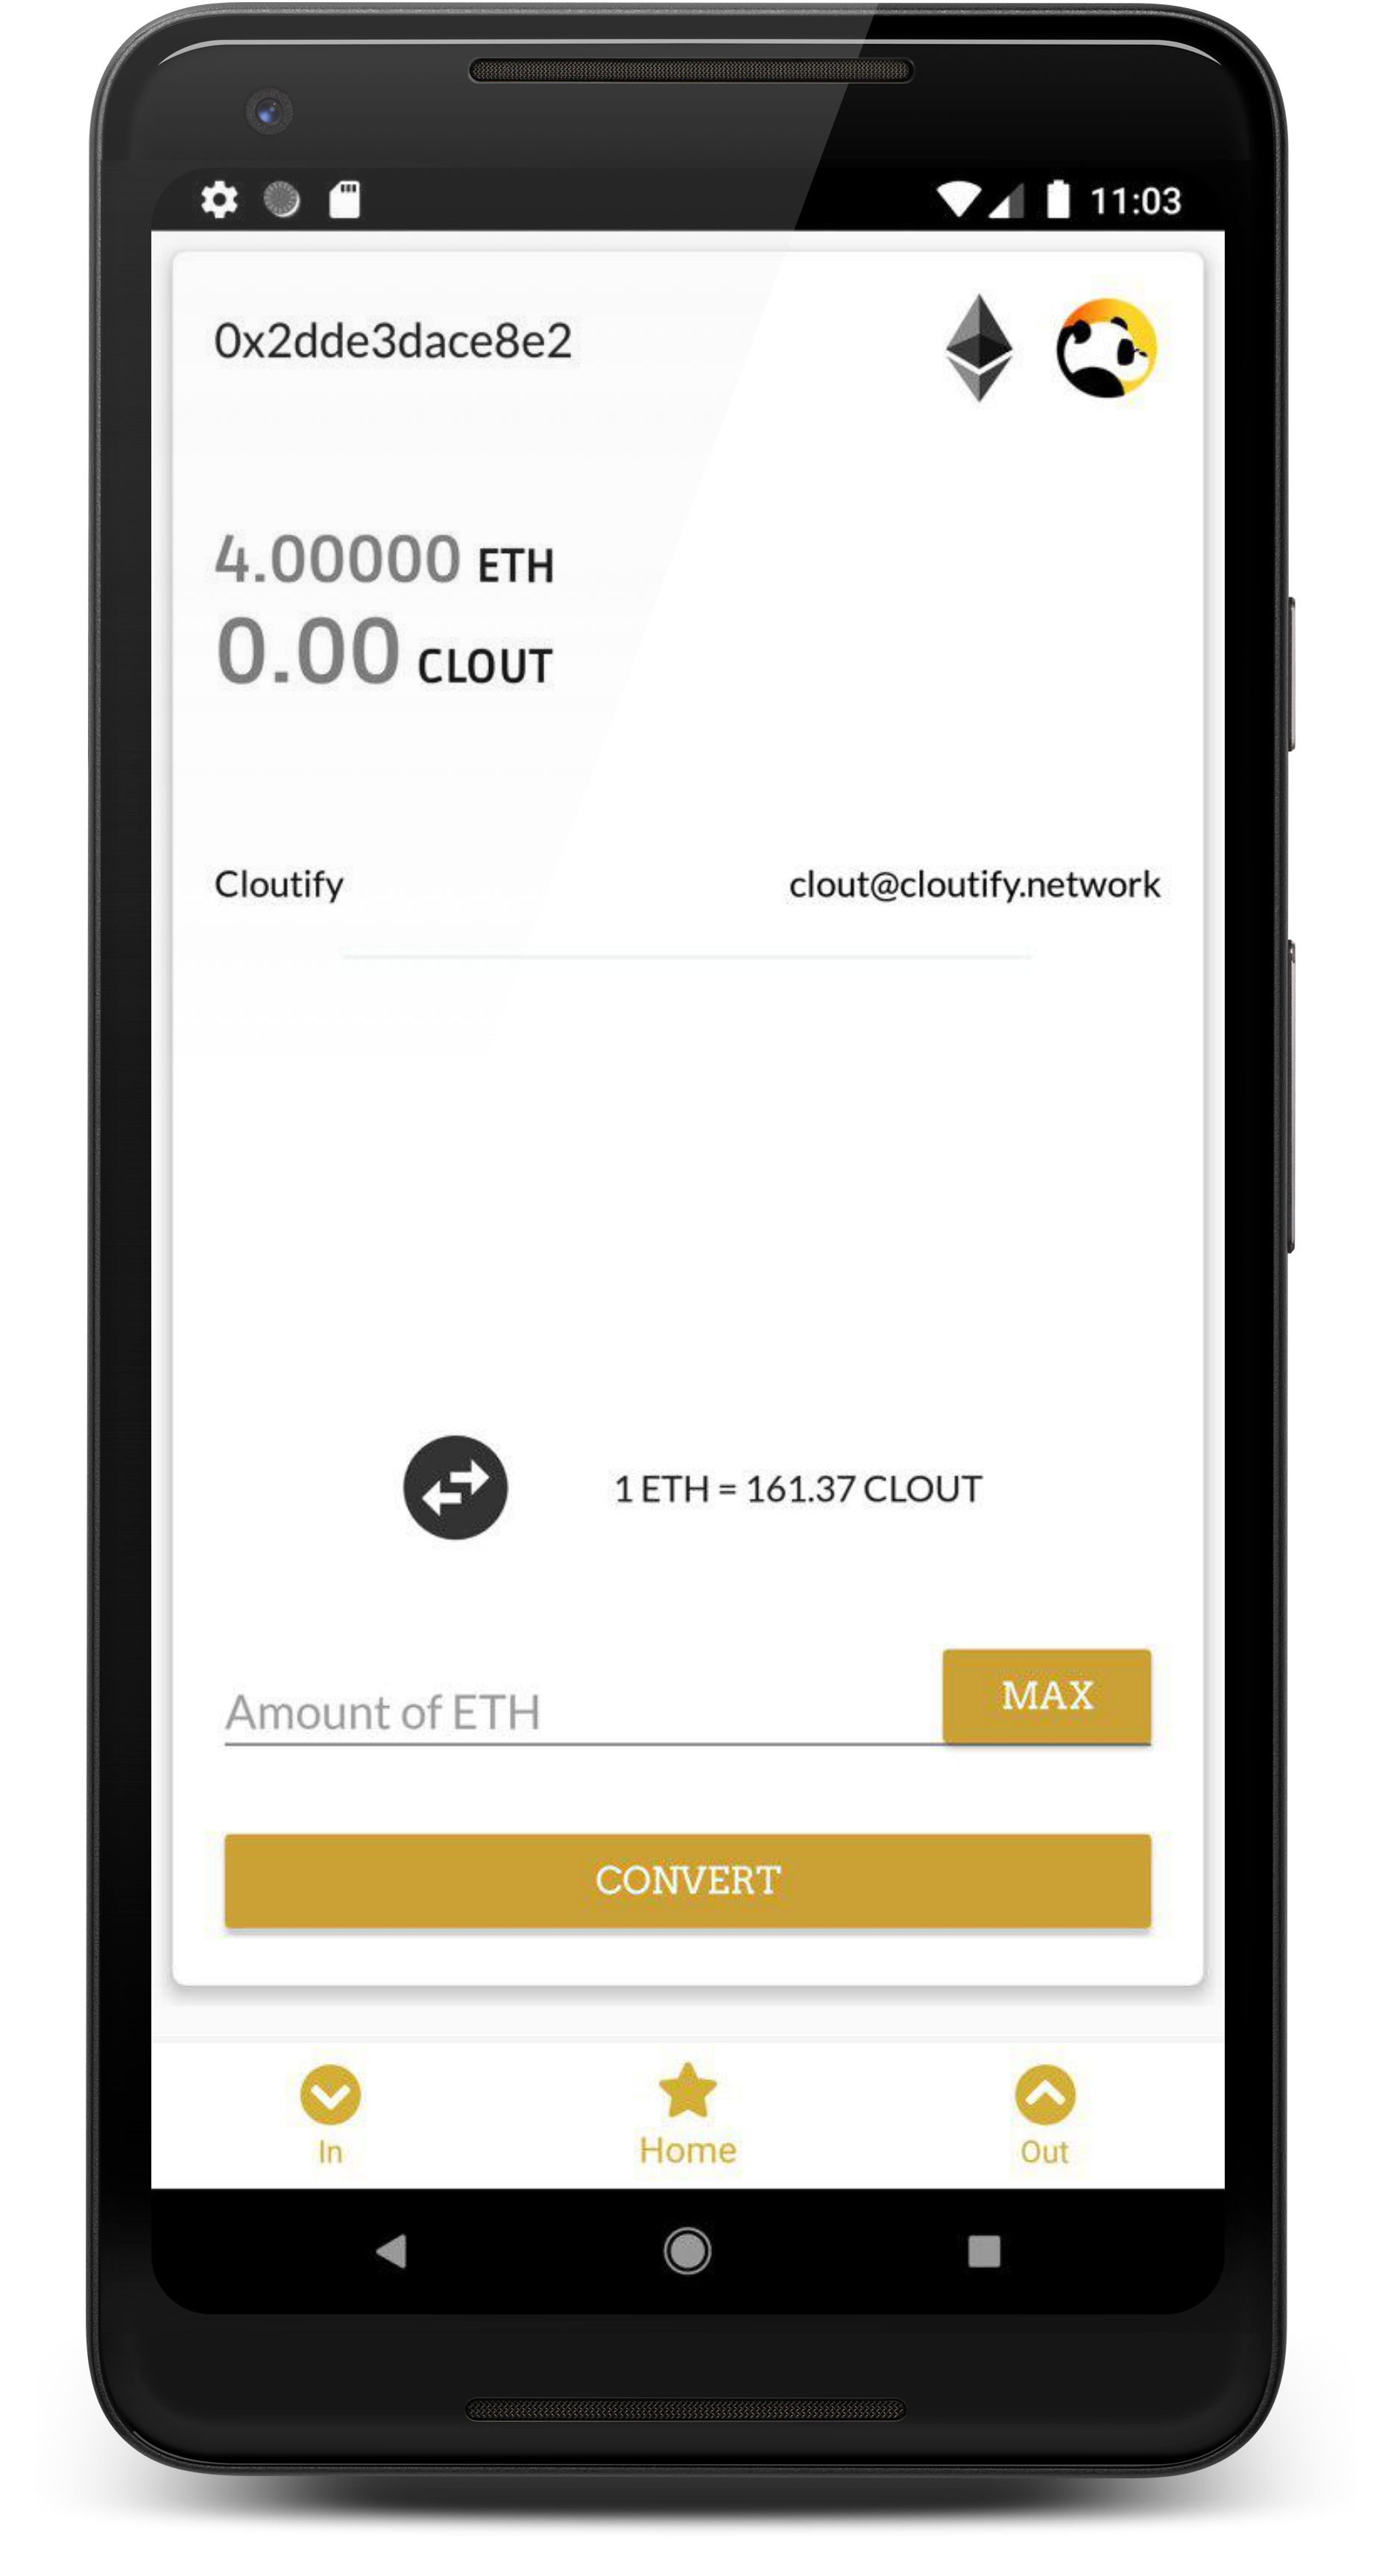 11:03
0x2dde3dace8e2
4.00000 ETH
0.00 CLOUT
Cloutify clout@cloutify.network
1 ETH = 161.37 CLOUT
Amount of ETH MAX
CONVERT
In Home Out